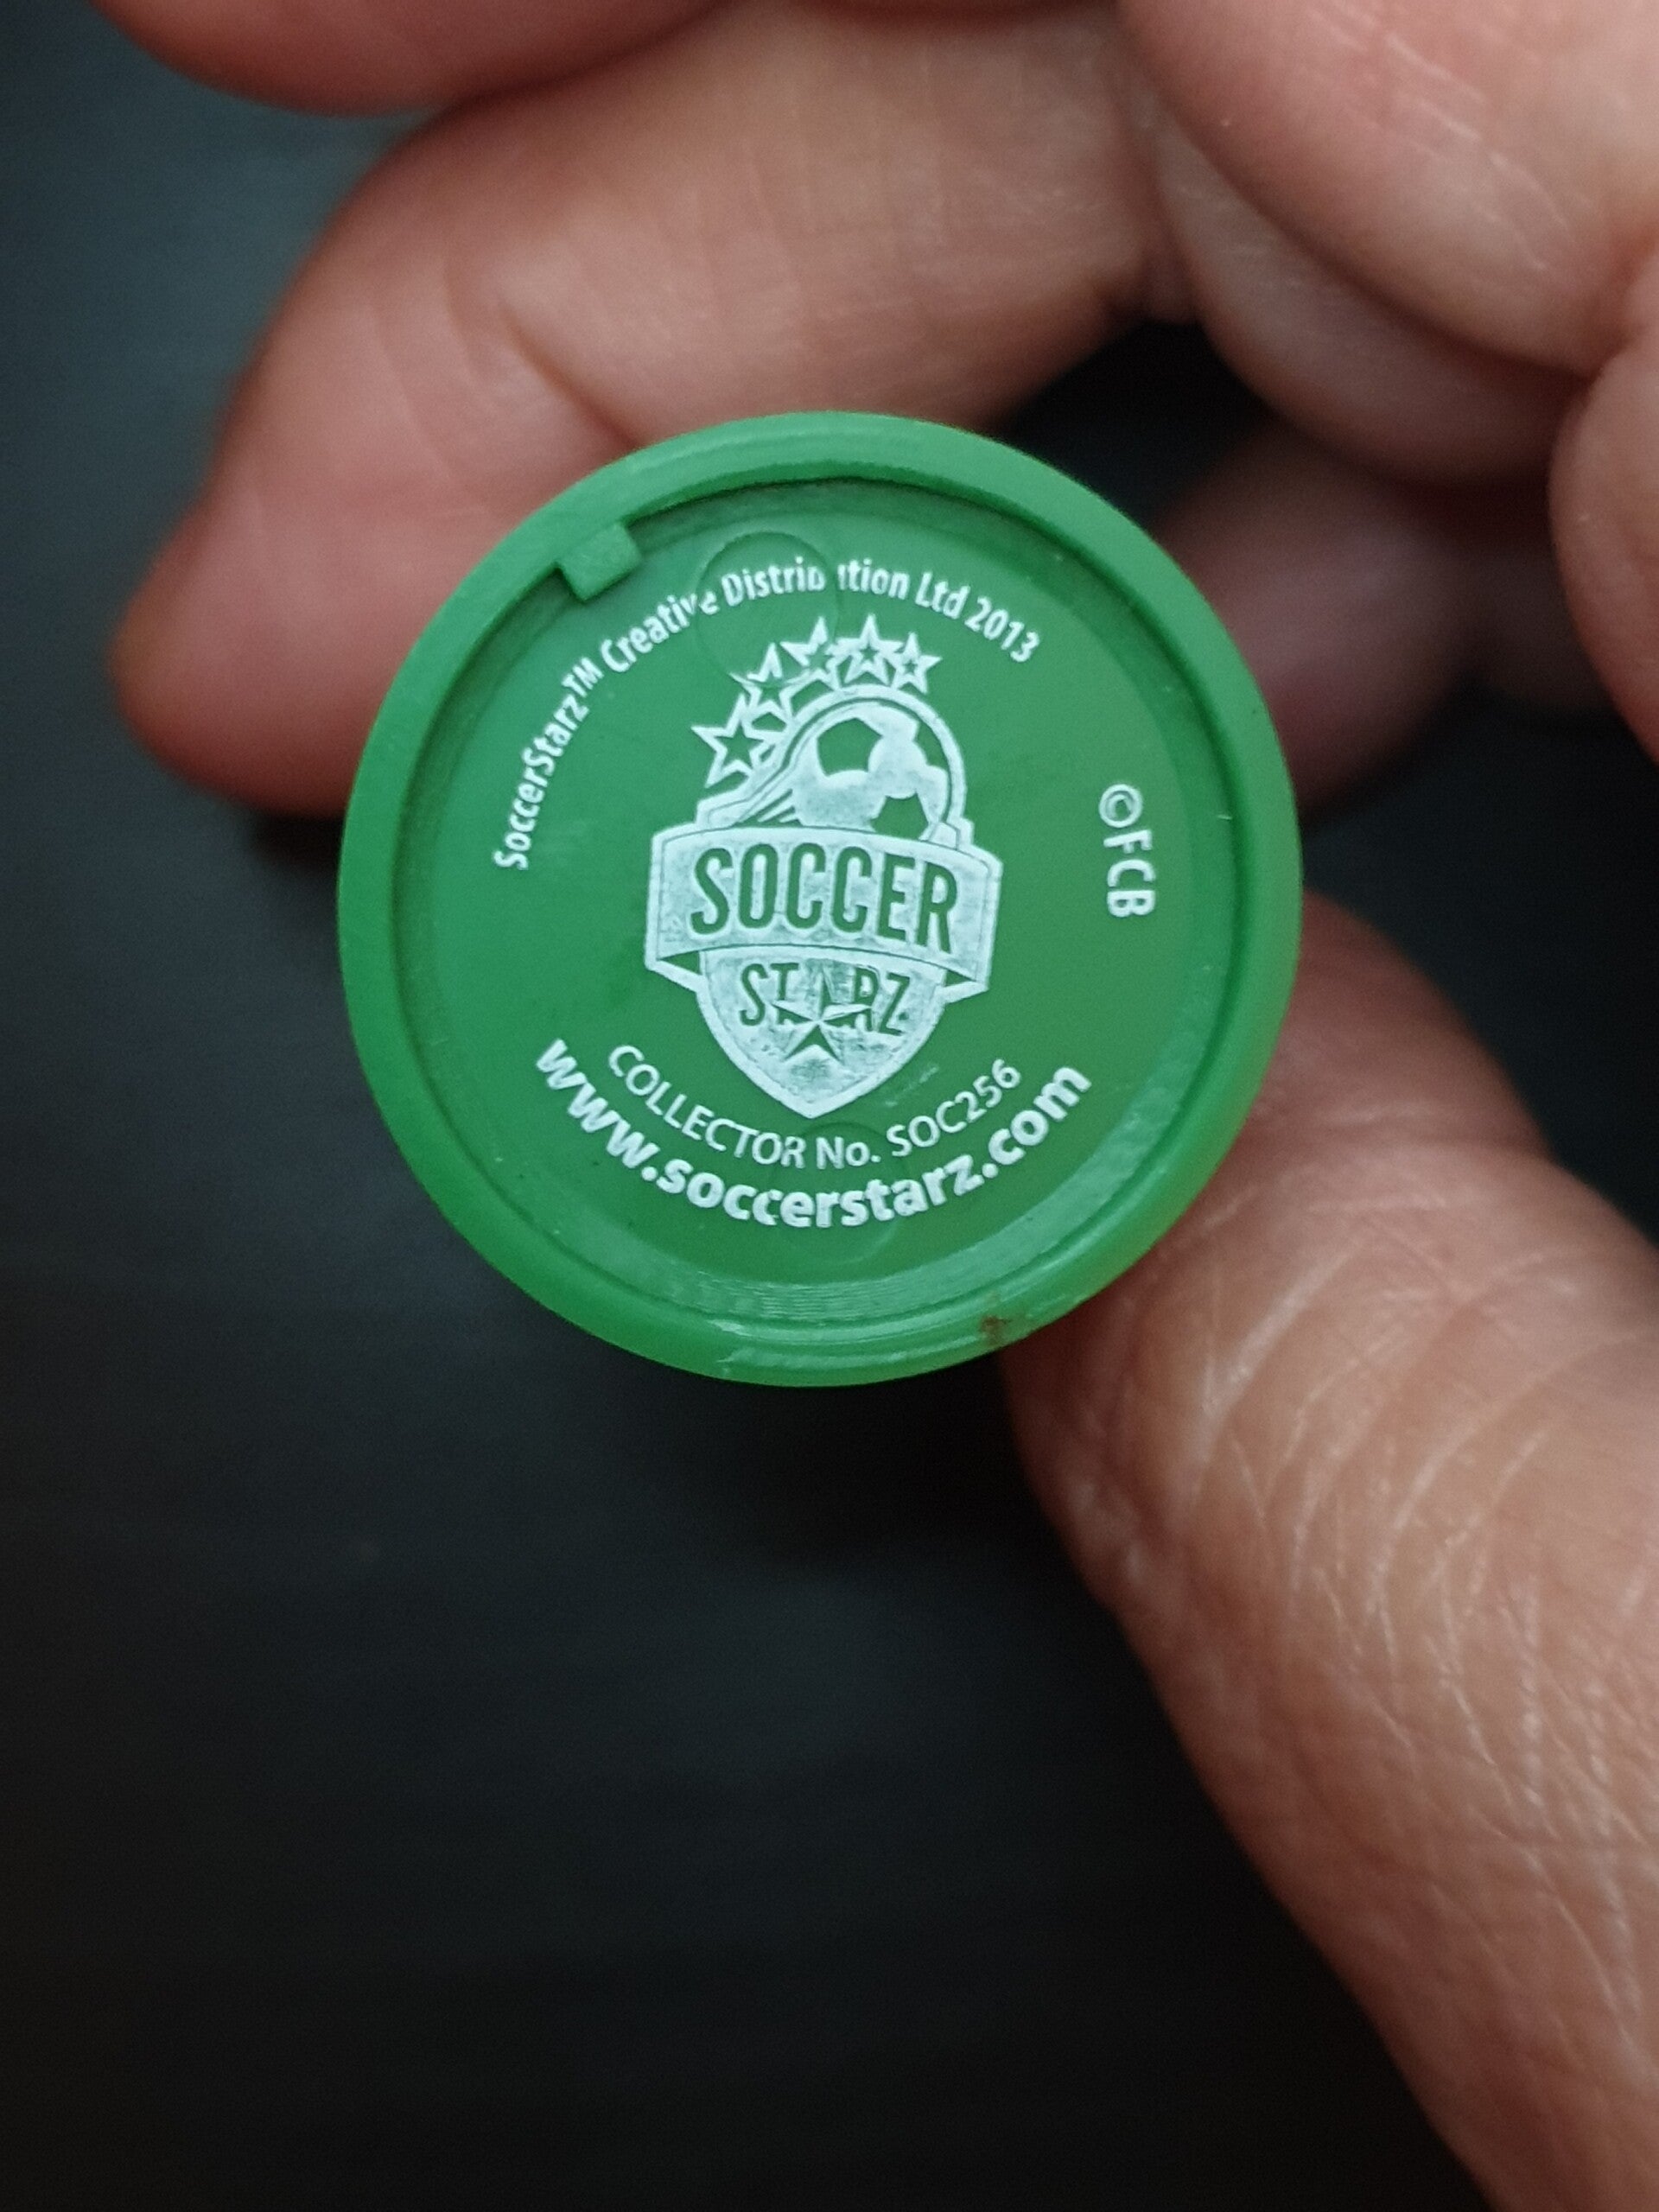 SoccerStarz™ Creative Distribution Ltd 2013
©FCB
SOCCER
STARZ
COLLECTOR No. SOC256
www.soccerstarz.com